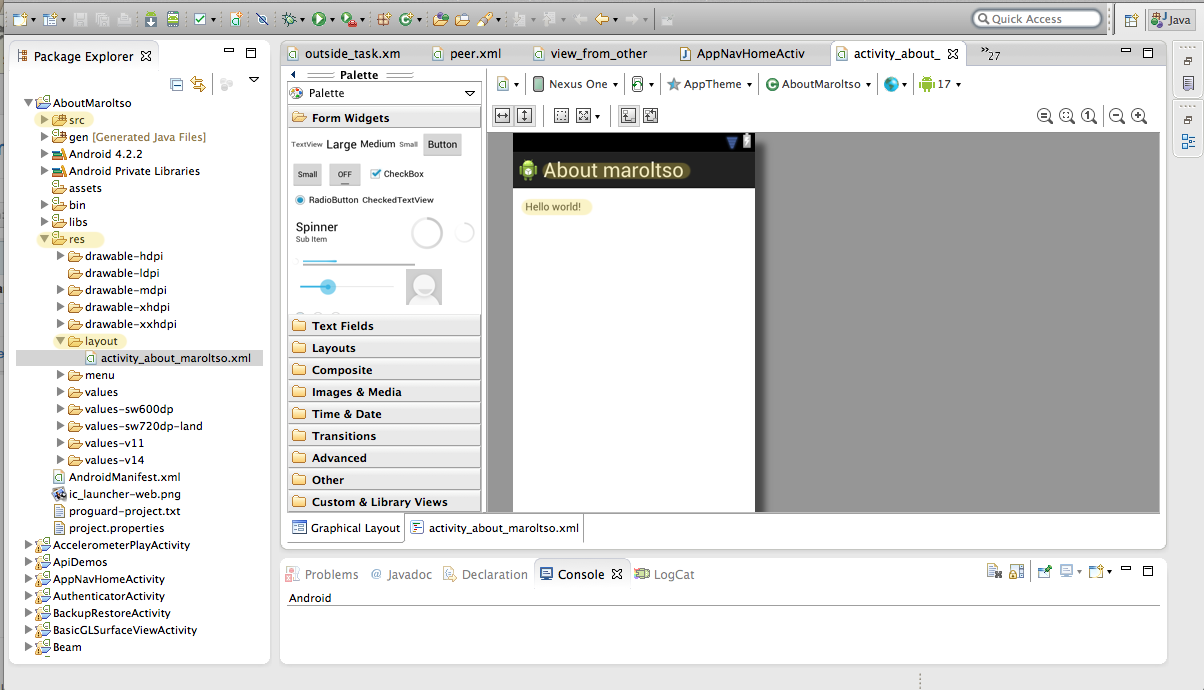 Quick Access
Java
Package Explorer
AboutMaroltso
src
gen [Generated Java Files]
Android 4.2.2
Android Private Libraries
assets
bin
libs
res
drawable-hdpi
drawable-ldpi
drawable-mdpi
drawable-xhdpi
drawable-xxhdpi
layout
activity_about_maroltso.xml
menu
values
values-sw600dp
values-sw720dp-land
values-v11
values-v14
AndroidManifest.xml
ic_launcher-web.png
proguard-project.txt
project.properties
AccelerometerPlayActivity
ApiDemos
AppNavHomeActivity
AuthenticatorActivity
BackupRestoreActivity
BasicGLSurfaceViewActivity
Beam
outside_task.xm peer.xml view_from_other AppNavHomeActiv activity_about_ »27
Palette
Palette
Form Widgets
TextView Large Medium Small Button
Small OFF CheckBox
RadioButton CheckedTextView
Spinner
Sub Item
Text Fields
Layouts
Composite
Images & Media
Time & Date
Transitions
Advanced
Other
Custom & Library Views
Nexus One AppTheme AboutMaroltso 17
About maroltso
Hello world!
Graphical Layout activity_about_maroltso.xml
Problems @ Javadoc Declaration Console LogCat
Android